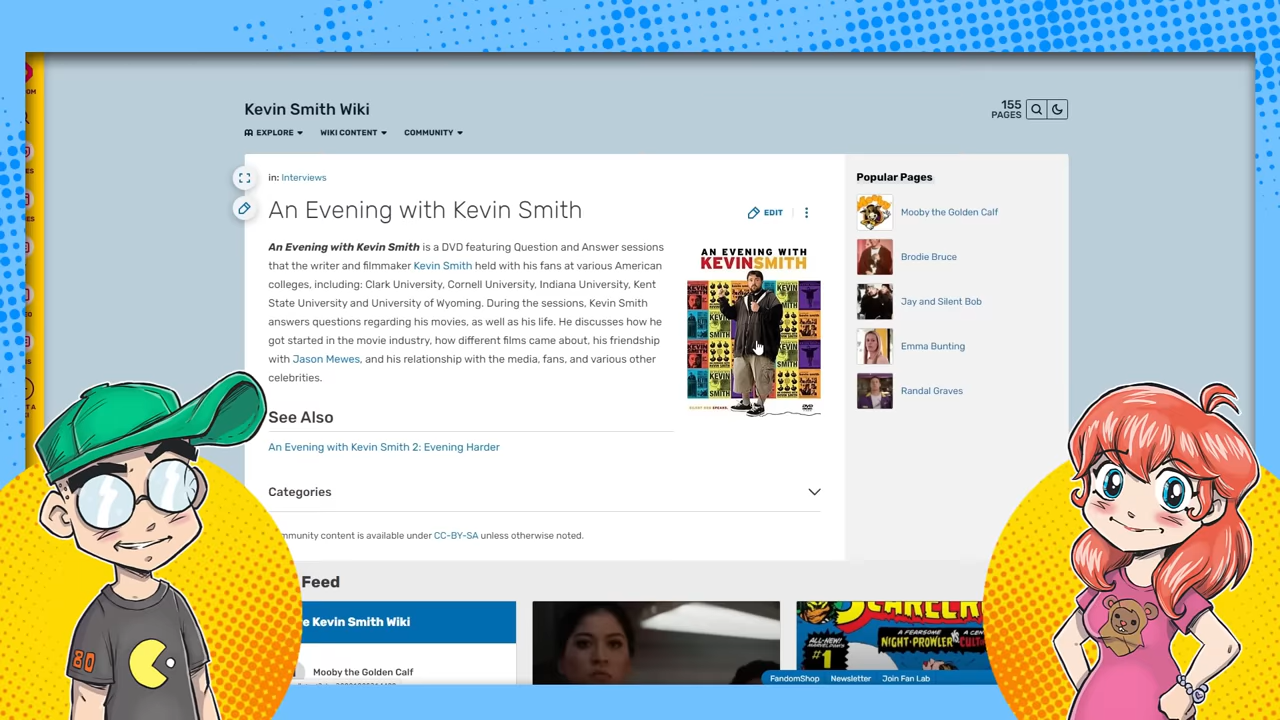 Kevin Smith Wiki
155
PAGES
EXPLORE
WIKI CONTENT
COMMUNITY
in: Interviews
An Evening with Kevin Smith
EDIT
An Evening with Kevin Smith is a DVD featuring Question and Answer sessions
that the writer and filmmaker Kevin Smith held with his fans at various American
colleges, including: Clark University, Cornell University, Indiana University, Kent
State University and University of Wyoming. During the sessions, Kevin Smith
answers questions regarding his movies, as well as his life. He discusses how he
got started in the movie industry, how different films came about, his friendship
with Jason Mewes, and his relationship with the media, fans, and various other
celebrities.
AN EVENING WITH
KEVIN SMITH
See Also
An Evening with Kevin Smith 2: Evening Harder
Categories
mmunity content is available under CC-BY-SA unless otherwise noted.
Popular Pages
Mooby the Golden Calf
Brodie Bruce
Jay and Silent Bob
Emma Bunting
Randal Graves
Feed
e Kevin Smith Wiki
Mooby the Golden Calf
ALL-NEW!
#1
A FEARSOME
NIGHT-PROWLER
FandomShop
Newsletter
Join Fan Lab
80